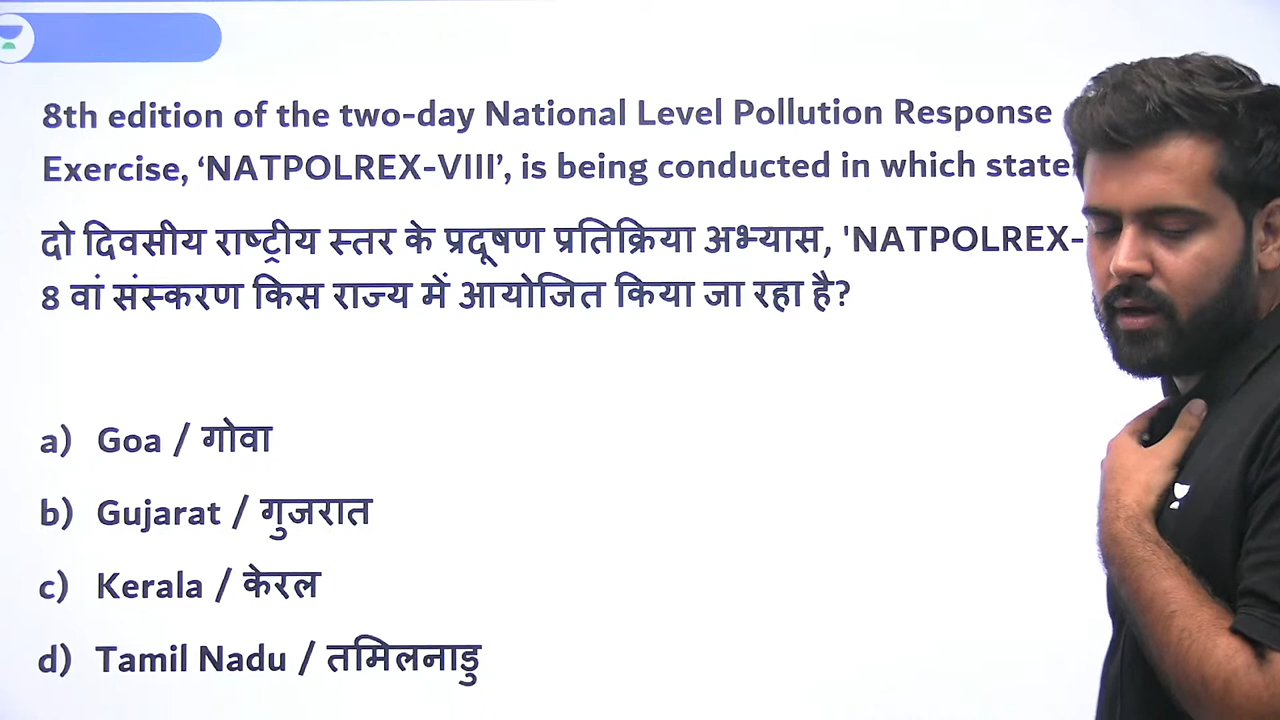 8th edition of the two-day National Level Pollution Response
Exercise, ‘NATPOLREX-VIII’, is being conducted in which state
दो दिवसीय राष्ट्रीय स्तर के प्रदूषण प्रतिक्रिया अभ्यास, 'NATPOLREX-
8 वां संस्करण किस राज्य में आयोजित किया जा रहा है?
a) Goa / गोवा
b) Gujarat / गुजरात
c) Kerala / केरल
d) Tamil Nadu / तमिलनाडु